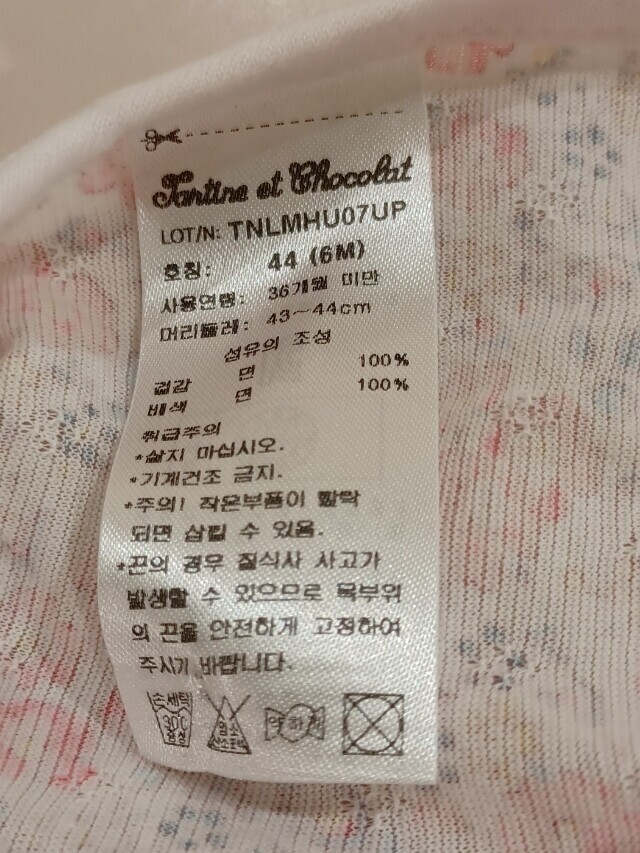 Tartine et Chocolat
LOT/N: TNLMHU07UP
호칭: 44 (6M)
사용연령: 36개월 미만
머리둘레: 43~44cm
섬유의 조성
겉감 면 100%
배색 면 100%
취급주의
*삶지 마십시오.
*기계건조 금지.
*주의! 작은부품이 탈락
되면 삼킬 수 있음.
*끈의 경우 질식사 사고가
발생할 수 있으므로 목부위
의 끈을 안전하게 고정하여
주시기 바랍니다.
손세탁 30℃ 중성 염소 산소표백 약하게